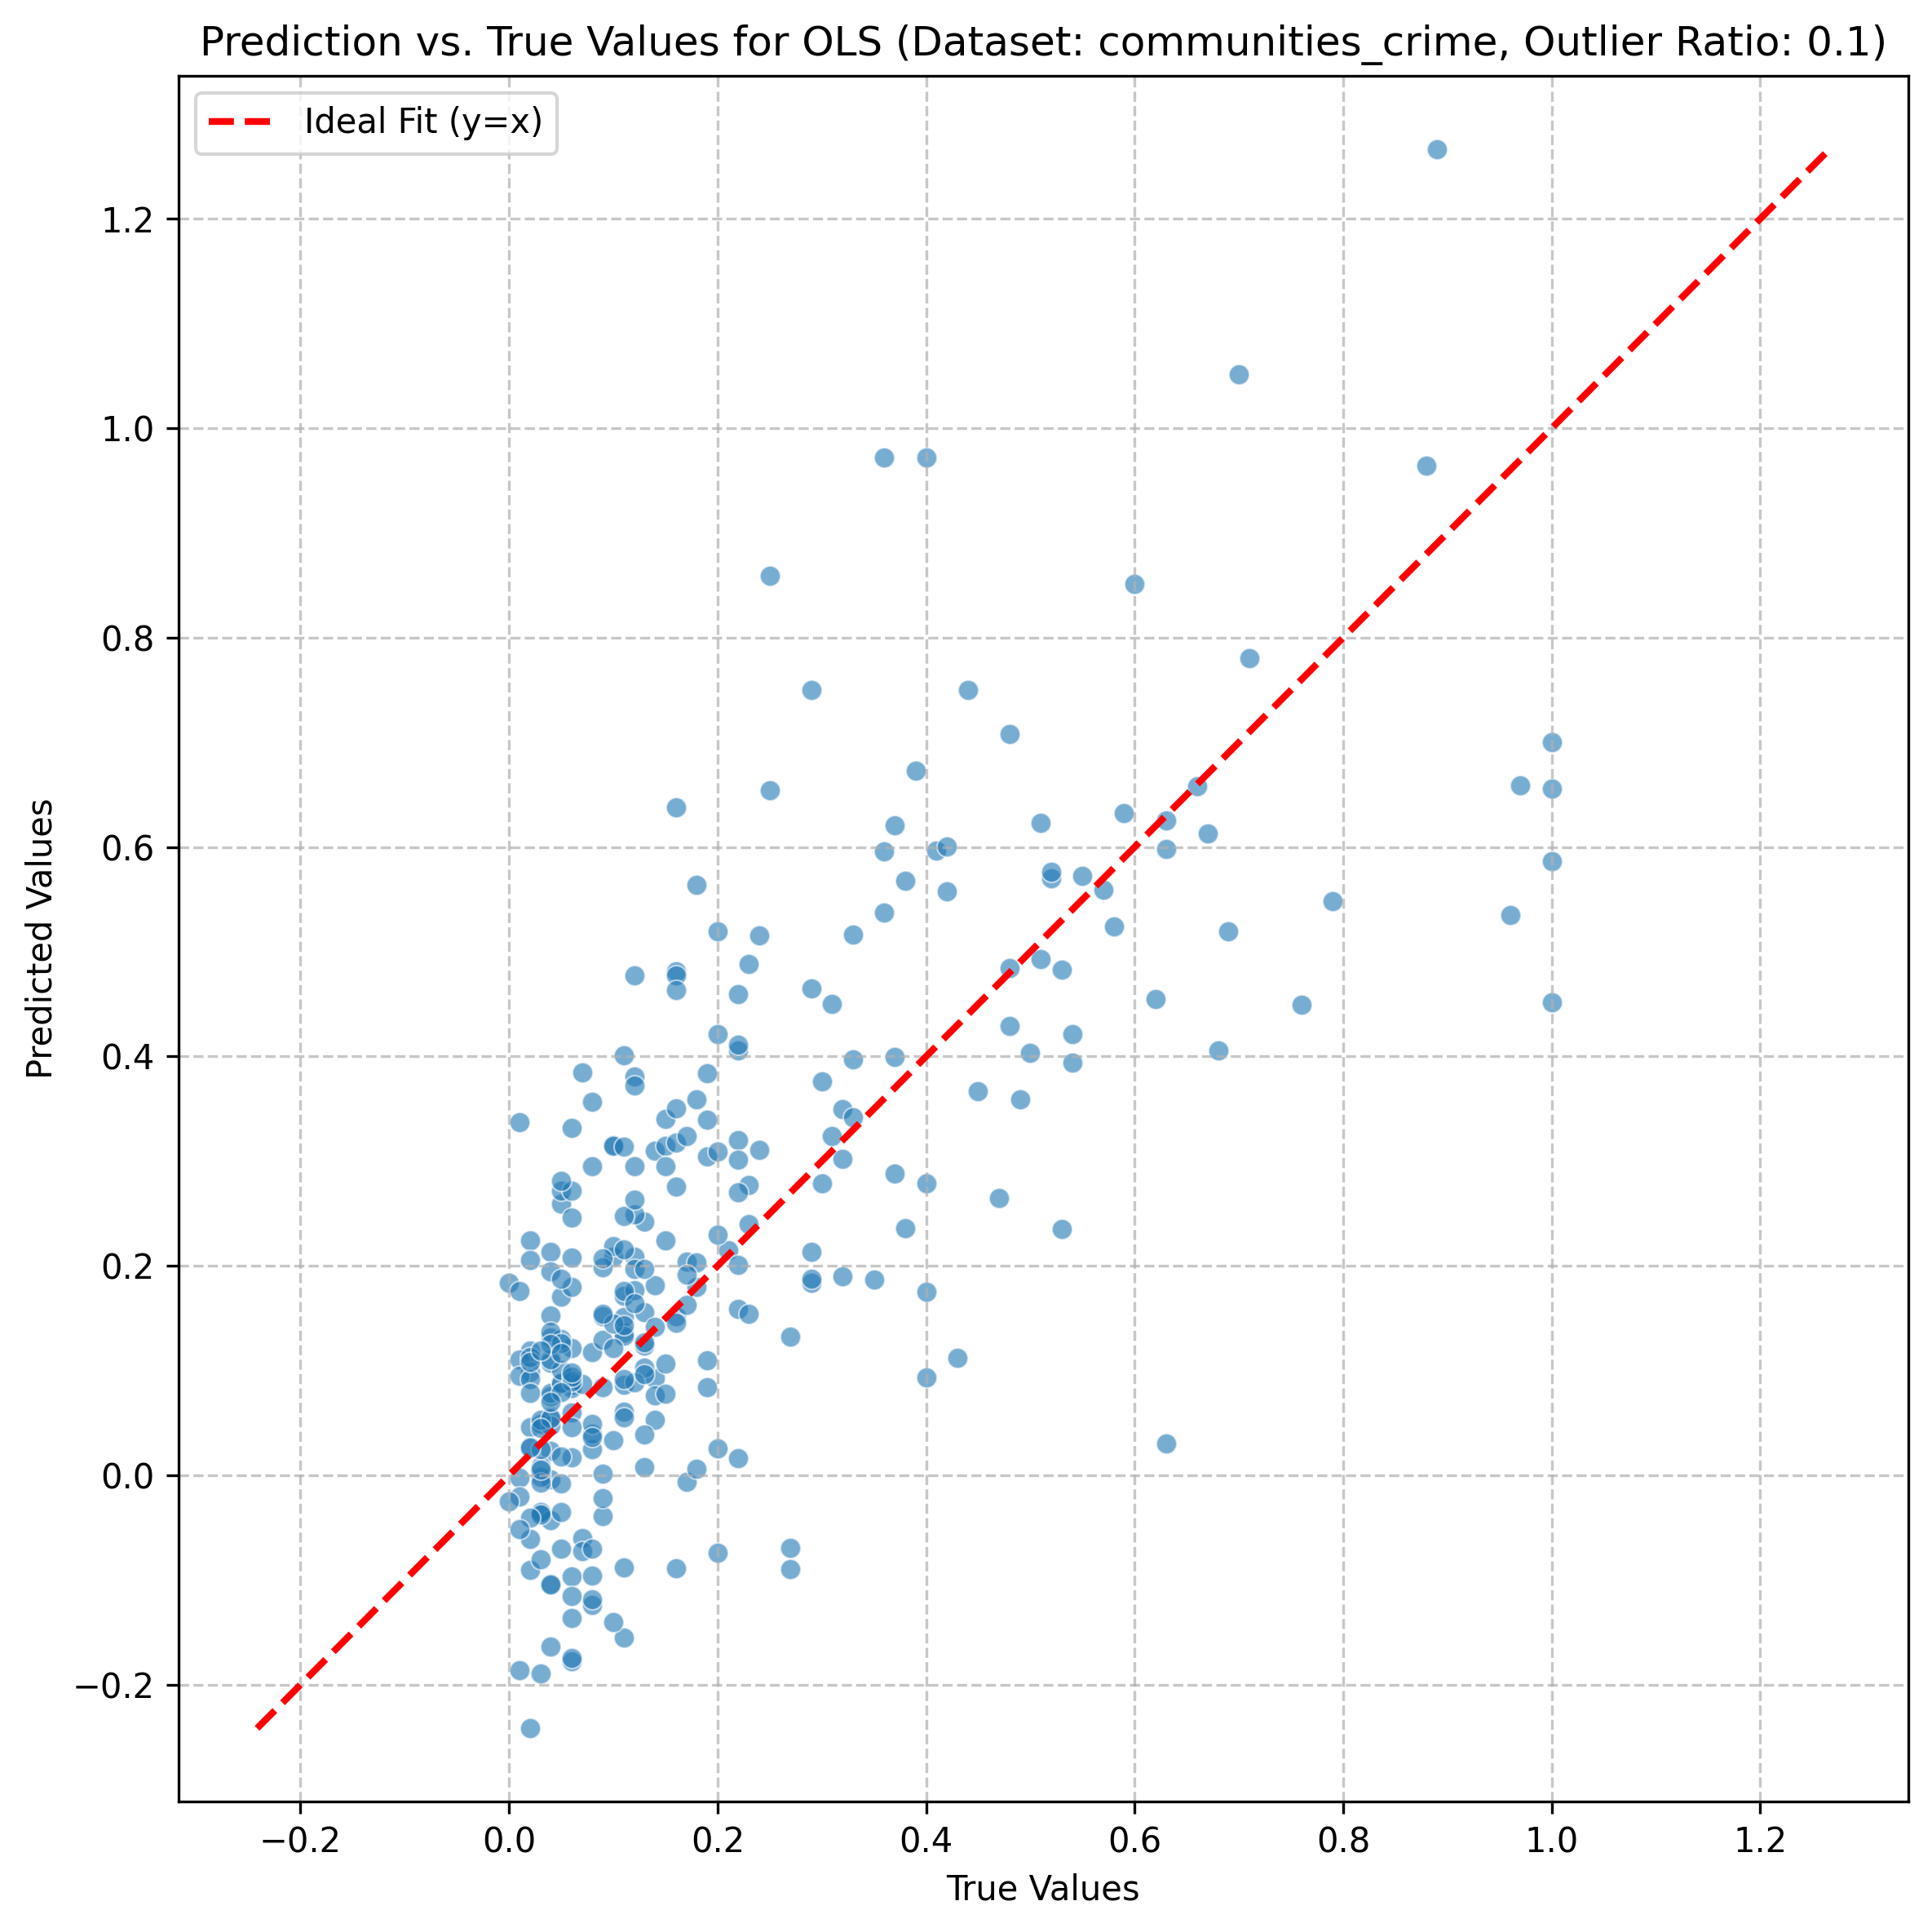 Prediction vs. True Values for OLS (Dataset: communities_crime, Outlier Ratio: 0.1)
Ideal Fit (y=x)
1.2
1.0
0.8
0.6
0.4
0.2
0.0
−0.2
Predicted Values
−0.2 0.0 0.2 0.4 0.6 0.8 1.0 1.2
True Values